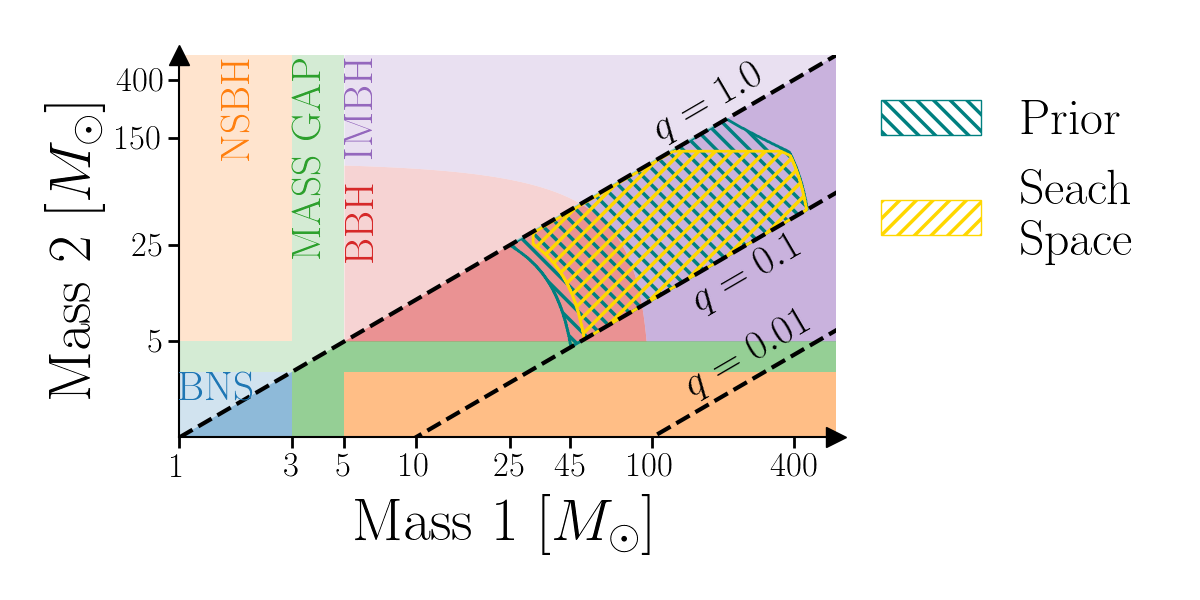 NSBH
MASS GAP
IMBH
BBH
BNS
q = 1.0
q = 0.1
q = 0.01
400
150
25
5
Mass 2 [M⊙]
1
3
5
10
25
45
100
400
Mass 1 [M⊙]
Prior
Seach
Space